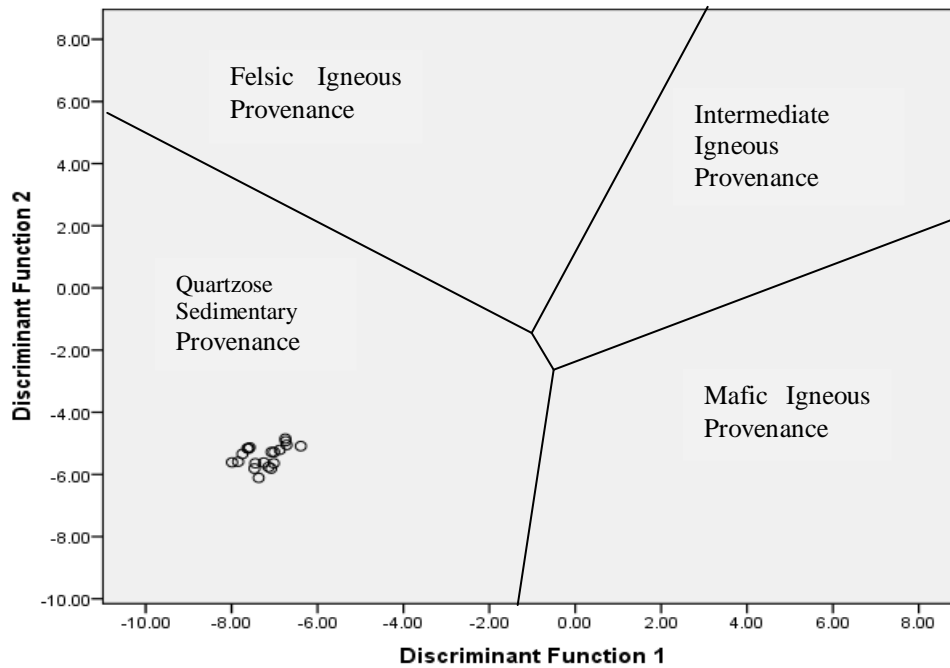 8.00
6.00
4.00
2.00
0.00
-2.00
-4.00
-6.00
-8.00
-10.00
Discriminant Function 2
Felsic Igneous
Provenance
Intermediate
Igneous
Provenance
Quartzose
Sedimentary
Provenance
Mafic Igneous
Provenance
-10.00 -8.00 -6.00 -4.00 -2.00 0.00 2.00 4.00 6.00 8.00
Discriminant Function 1